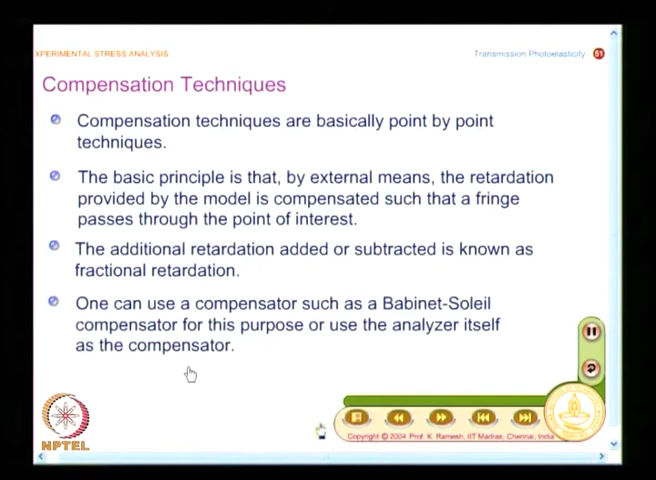 XPERIMENTAL STRESS ANALYSIS
Transmission Photoelasticity 51
Compensation Techniques
Compensation techniques are basically point by point
techniques.
The basic principle is that, by external means, the retardation
provided by the model is compensated such that a fringe
passes through the point of interest.
The additional retardation added or subtracted is known as
fractional retardation.
One can use a compensator such as a Babinet-Soleil
compensator for this purpose or use the analyzer itself
as the compensator.
NPTEL
Copyright © 2004 Prof. K. Ramesh, IIT Madras, Chennai, India